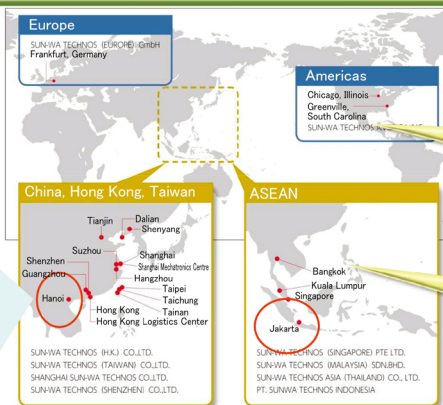 Europe
SUN-WA TECHNOS (EUROPE) GmbH
Frankfurt, Germany
Americas
Chicago, Illinois
Greenville,
South Carolina
SUN-WA TECHNOS
China, Hong Kong, Taiwan
Tianjin
Dalian
Shenyang
Suzhou
Shanghai
Shanghai Mechatronics Centre
Hangzhou
Shenzhen
Guangzhou
Taipei
Taichung
Tainan
Hanoi
Hong Kong
Hong Kong Logistics Center
SUN-WA TECHNOS (H.K.) CO.,LTD.
SUN-WA TECHNOS (TAIWAN) CO.,LTD.
SHANGHAI SUN-WA TECHNOS CO.,LTD.
SUN-WA TECHNOS (SHENZHEN) CO.,LTD.
ASEAN
Bangkok
Kuala Lumpur
Singapore
Jakarta
SUN-WA TECHNOS (SINGAPORE) PTE LTD.
SUN-WA TECHNOS (MALAYSIA) SDN.BHD.
SUN-WA TECHNOS ASIA (THAILAND) CO., LTD.
PT. SUNWA TECHNOS INDONESIA